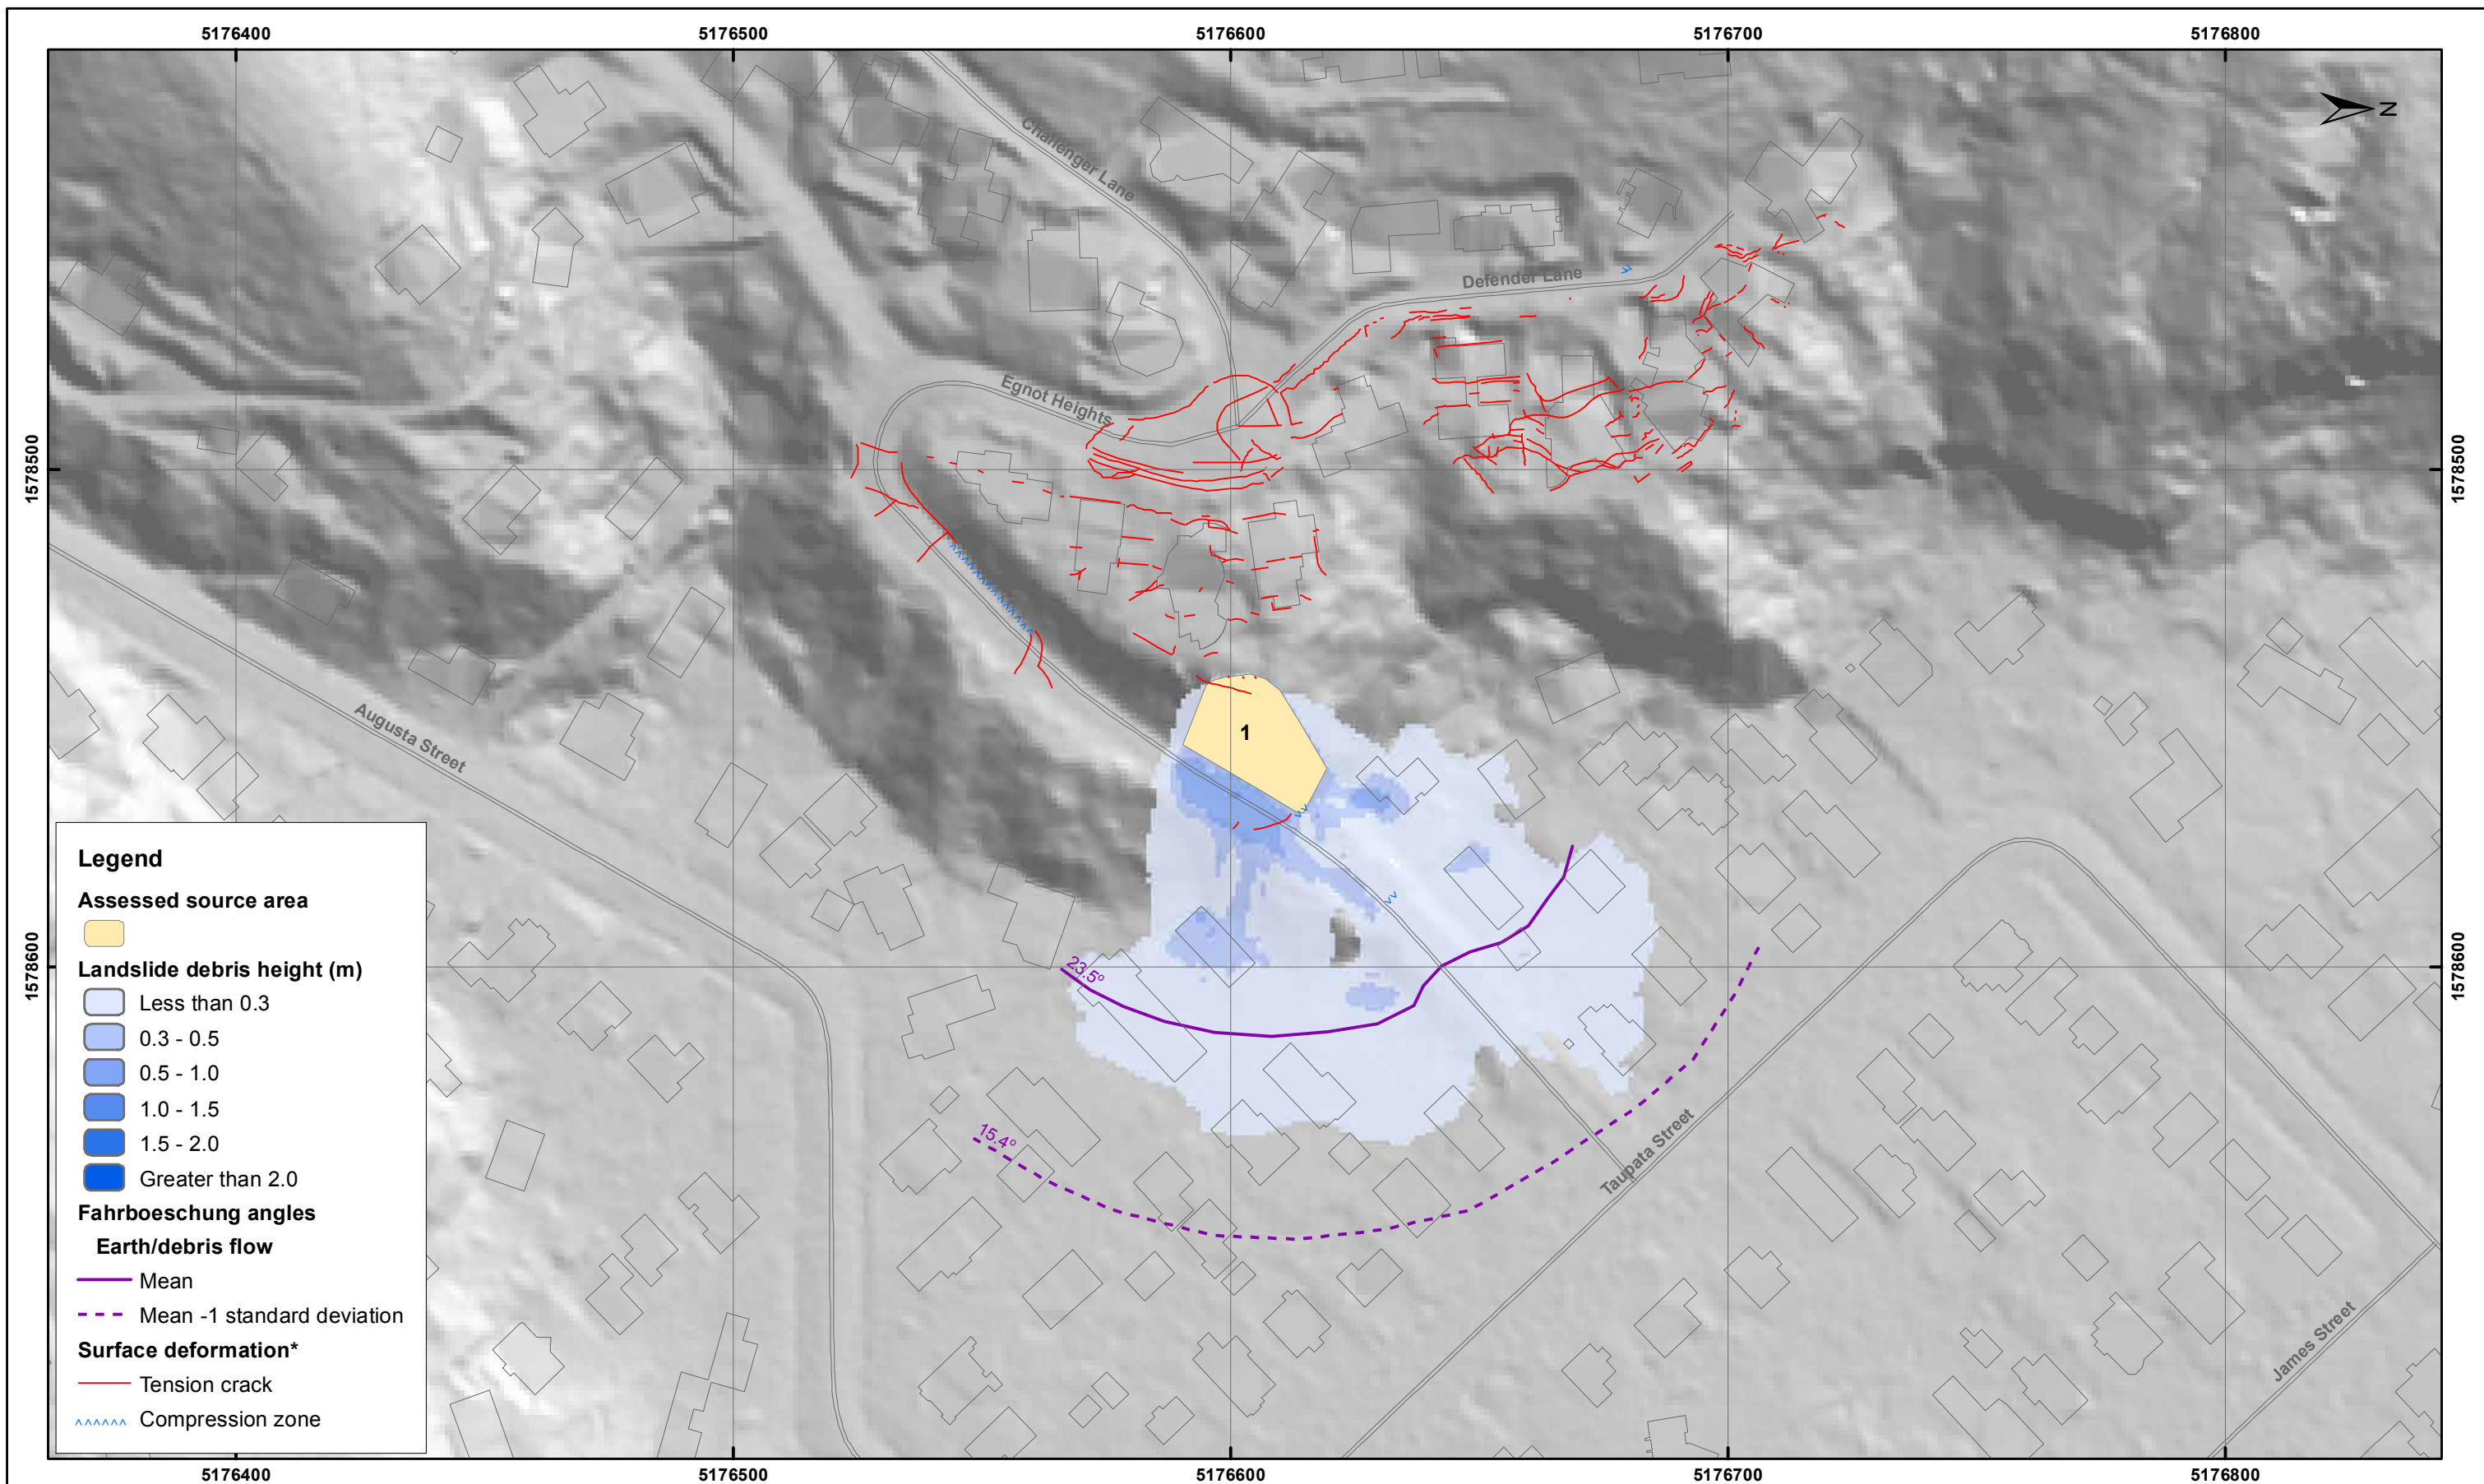 5176400 5176500 5176600 5176700 5176800
N
Challenger Lane
Defender Lane
Egnot Heights
1578500 1578500
Augusta Street
1
23.5º
1578600 1578600
15.4º
Taupata Street
James Street
Legend
Assessed source area
Landslide debris height (m)
Less than 0.3
0.3 - 0.5
0.5 - 1.0
1.0 - 1.5
1.5 - 2.0
Greater than 2.0
Fahrboeschung angles
Earth/debris flow
Mean
Mean -1 standard deviation
Surface deformation*
Tension crack
Compression zone
5176400 5176500 5176600 5176700 5176800